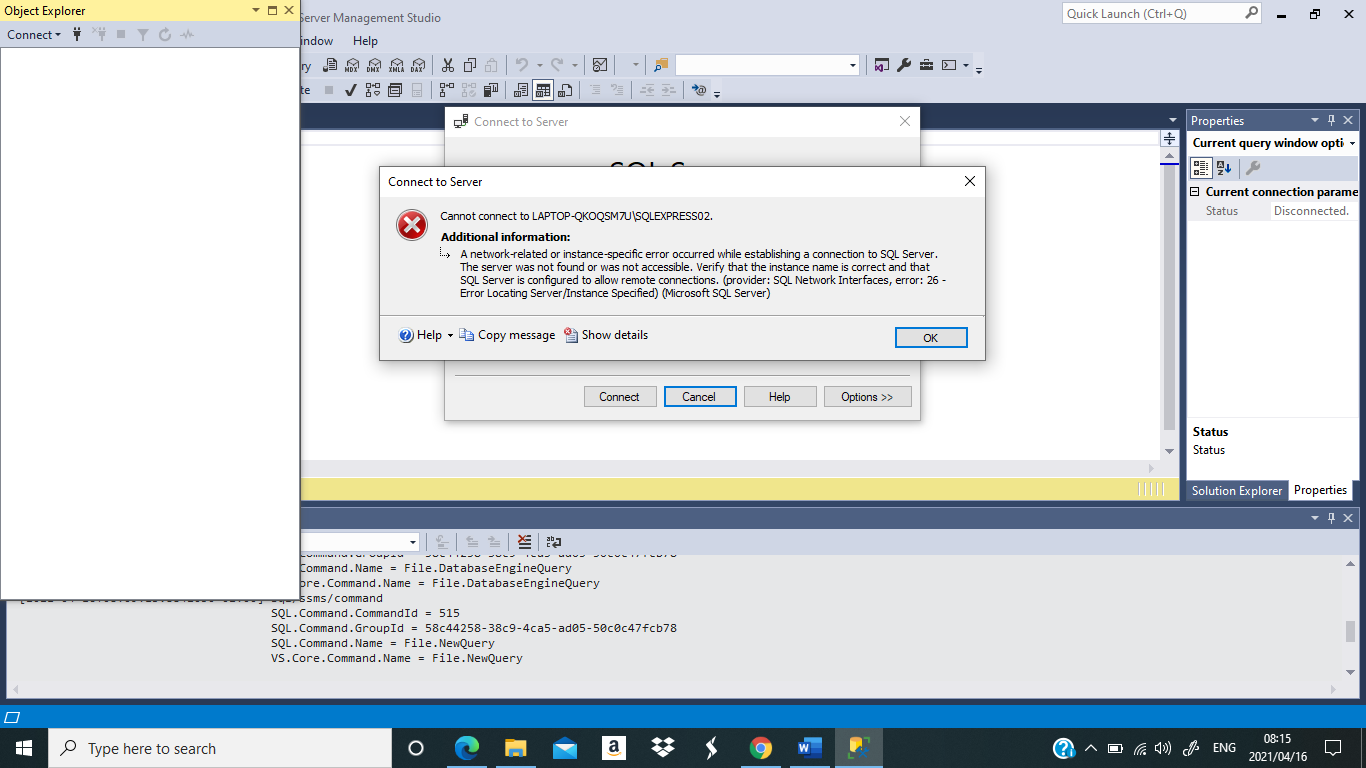 Object Explorer
Server Management Studio
Quick Launch (Ctrl+Q)
Connect
indow Help
MDX DMX XMLA DAX
te
Connect to Server
Properties
Current query window opti
Connect to Server
Cannot connect to LAPTOP-QKOQSM7U\SQLEXPRESS02.
Additional information:
A network-related or instance-specific error occurred while establishing a connection to SQL Server.
The server was not found or was not accessible. Verify that the instance name is correct and that
SQL Server is configured to allow remote connections. (provider: SQL Network Interfaces, error: 26 -
Error Locating Server/Instance Specified) (Microsoft SQL Server)
Help Copy message Show details OK
Current connection parame
Status Disconnected.
Connect Cancel Help Options >>
Status
Status
Solution Explorer Properties
.Command.Name = File.DatabaseEngineQuery
ore.Command.Name = File.DatabaseEngineQuery
ssms/command
SQL.Command.CommandId = 515
SQL.Command.GroupId = 58c44258-38c9-4ca5-ad05-50c0c47fcb78
SQL.Command.Name = File.NewQuery
VS.Core.Command.Name = File.NewQuery
Type here to search
ENG
08:15
2021/04/16